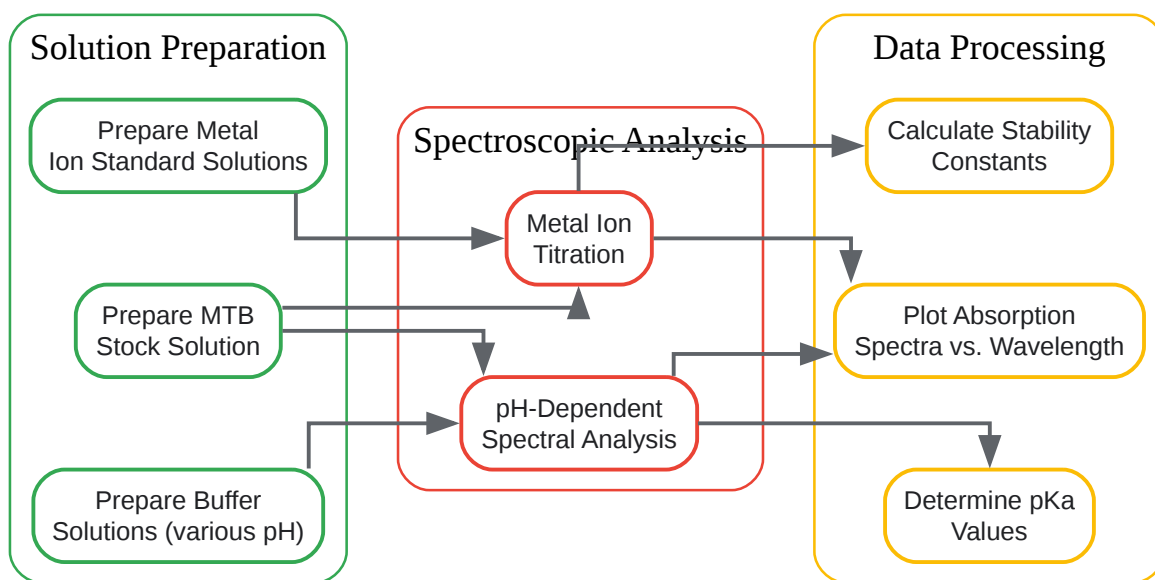 Solution Preparation
Prepare Metal
Ion Standard Solutions
Prepare MTB
Stock Solution
Prepare Buffer
Solutions (various pH)
Spectroscopic Analysis
Metal Ion
Titration
pH-Dependent
Spectral Analysis
Data Processing
Calculate Stability
Constants
Plot Absorption
Spectra vs. Wavelength
Determine pKa
Values